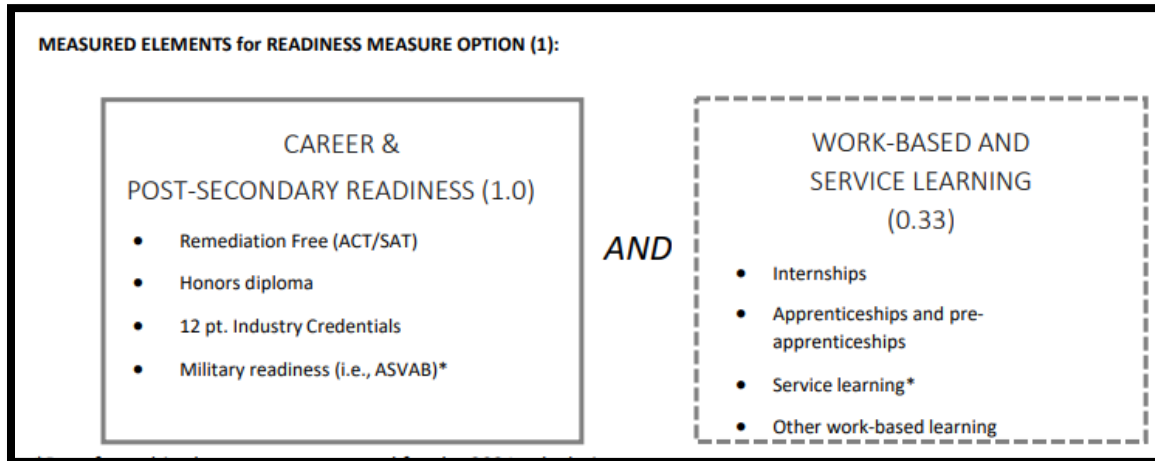 MEASURED ELEMENTS for READINESS MEASURE OPTION (1):
CAREER &
POST-SECONDARY READINESS (1.0)
• Remediation Free (ACT/SAT)
• Honors diploma
• 12 pt. Industry Credentials
• Military readiness (i.e., ASVAB)*
AND
WORK-BASED AND
SERVICE LEARNING
(0.33)
• Internships
• Apprenticeships and pre-
apprenticeships
• Service learning*
• Other work-based learning